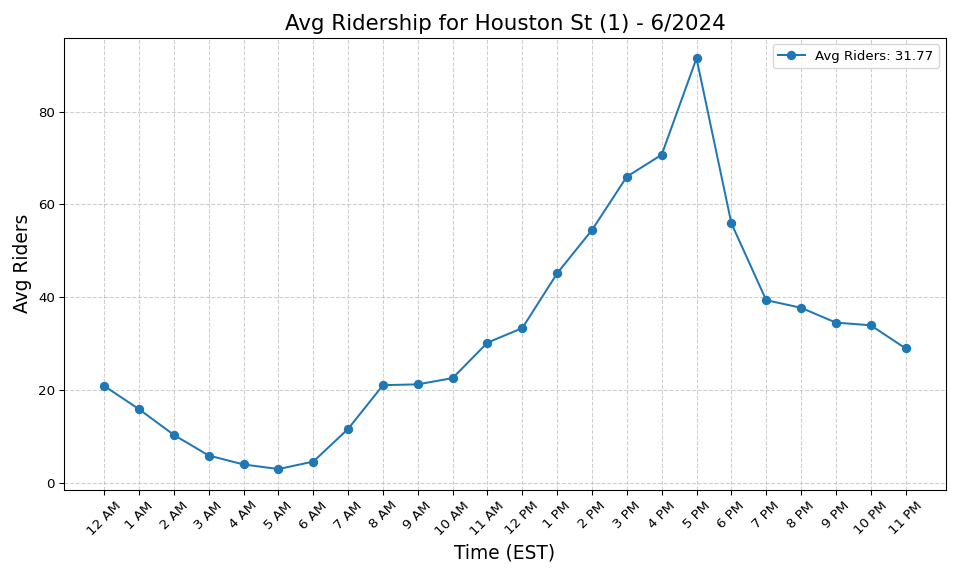 Avg Ridership for Houston St (1) - 6/2024
Avg Riders: 31.77
Avg Riders
80
60
40
20
0
12 AM 1 AM 2 AM 3 AM 4 AM 5 AM 6 AM 7 AM 8 AM 9 AM 10 AM 11 AM 12 PM 1 PM 2 PM 3 PM 4 PM 5 PM 6 PM 7 PM 8 PM 9 PM 10 PM 11 PM
Time (EST)